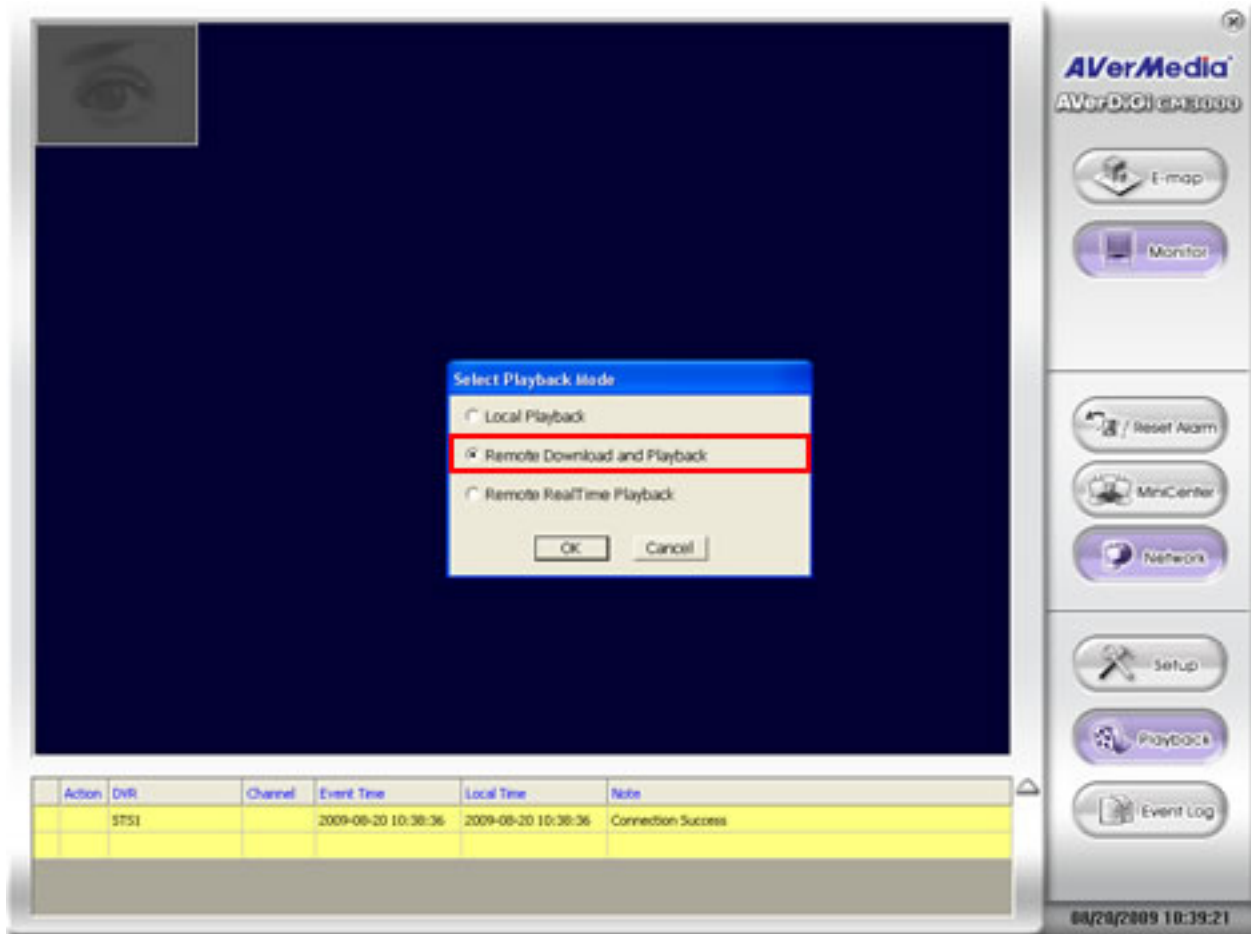 AVerMedia
AVerDiGi CM3000
E-map
Monitor
Select Playback Mode
Local Playback
Remote Download and Playback
Remote RealTime Playback
OK Cancel
/ Reset Alarm
MiniCenter
Network
Setup
Playback
Event Log
Action DVR Channel Event Time Local Time Note
2009-08-20 10:38:36 2009-08-20 10:38:36 Connection Success
08/20/2009 10:39:21